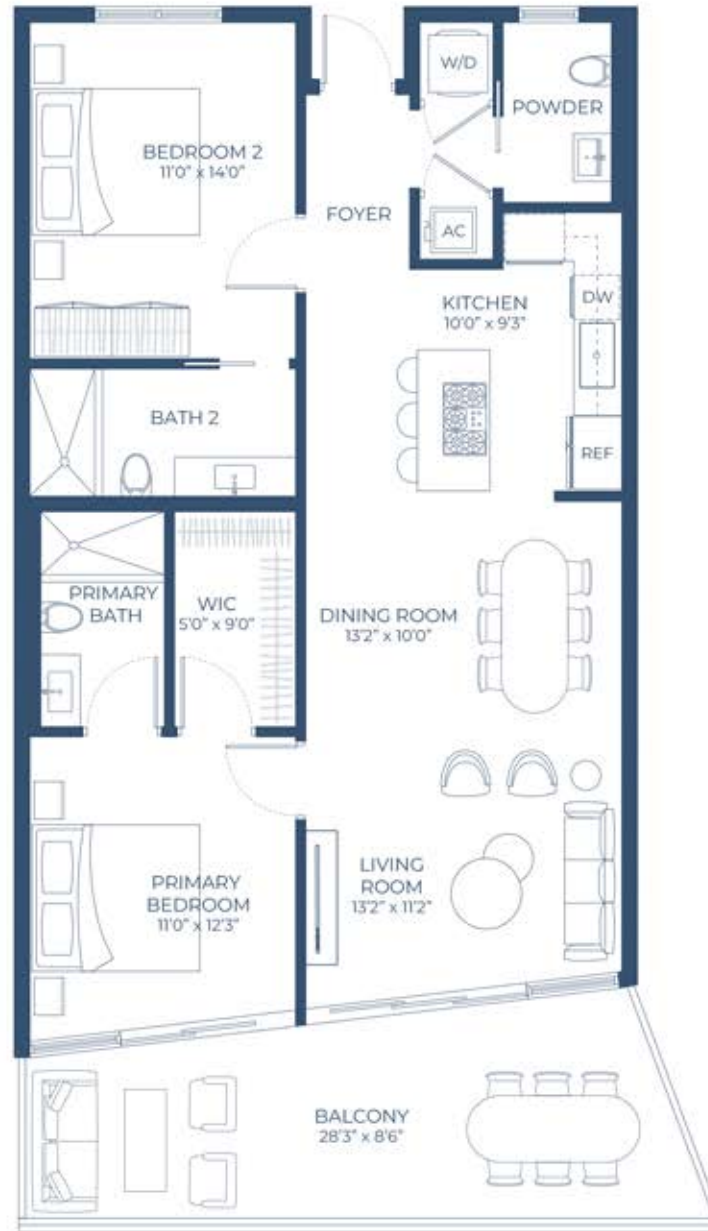 W/D
POWDER
BEDROOM 2
11'0" x 14'0"
FOYER
AC
KITCHEN
10'0" x 9'3"
DW
BATH 2
REF
PRIMARY
BATH
WIC
5'0" x 9'0"
DINING ROOM
13'2" x 10'0"
LIVING
ROOM
13'2" x 11'2"
PRIMARY
BEDROOM
11'0" x 12'3"
BALCONY
28'3" x 8'6"